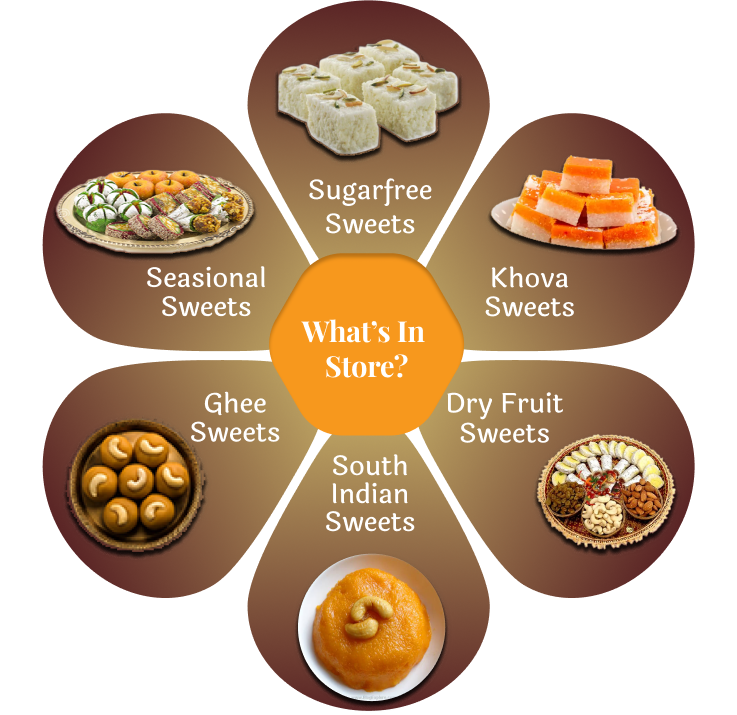 Sugarfree
Sweets
Seasional
Sweets
Khova
Sweets
What's In
Store?
Ghee
Sweets
Dry Fruit
Sweets
South
Indian
Sweets